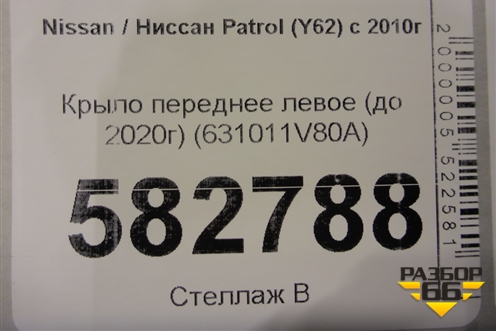 Nissan / Ниссан Patrol (Y62) с 2010г
Крыло переднее левое (до
2020г) (631011V80A)
582788
Стеллаж В
2000005522581
РАЗБОР
66